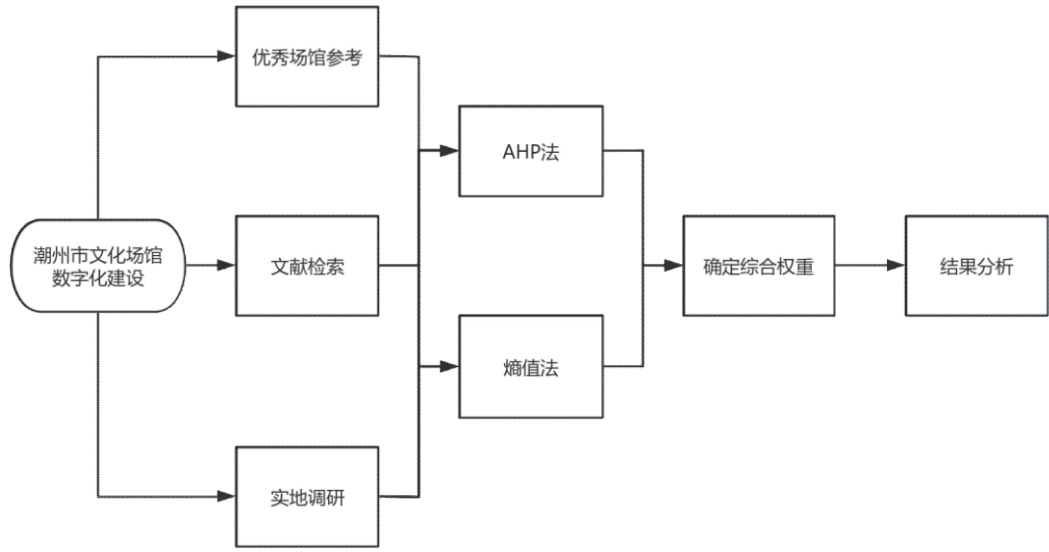 优秀场馆参考
AHP法
潮州市文化场馆
数字化建设
文献检索
确定综合权重
结果分析
熵值法
实地调研